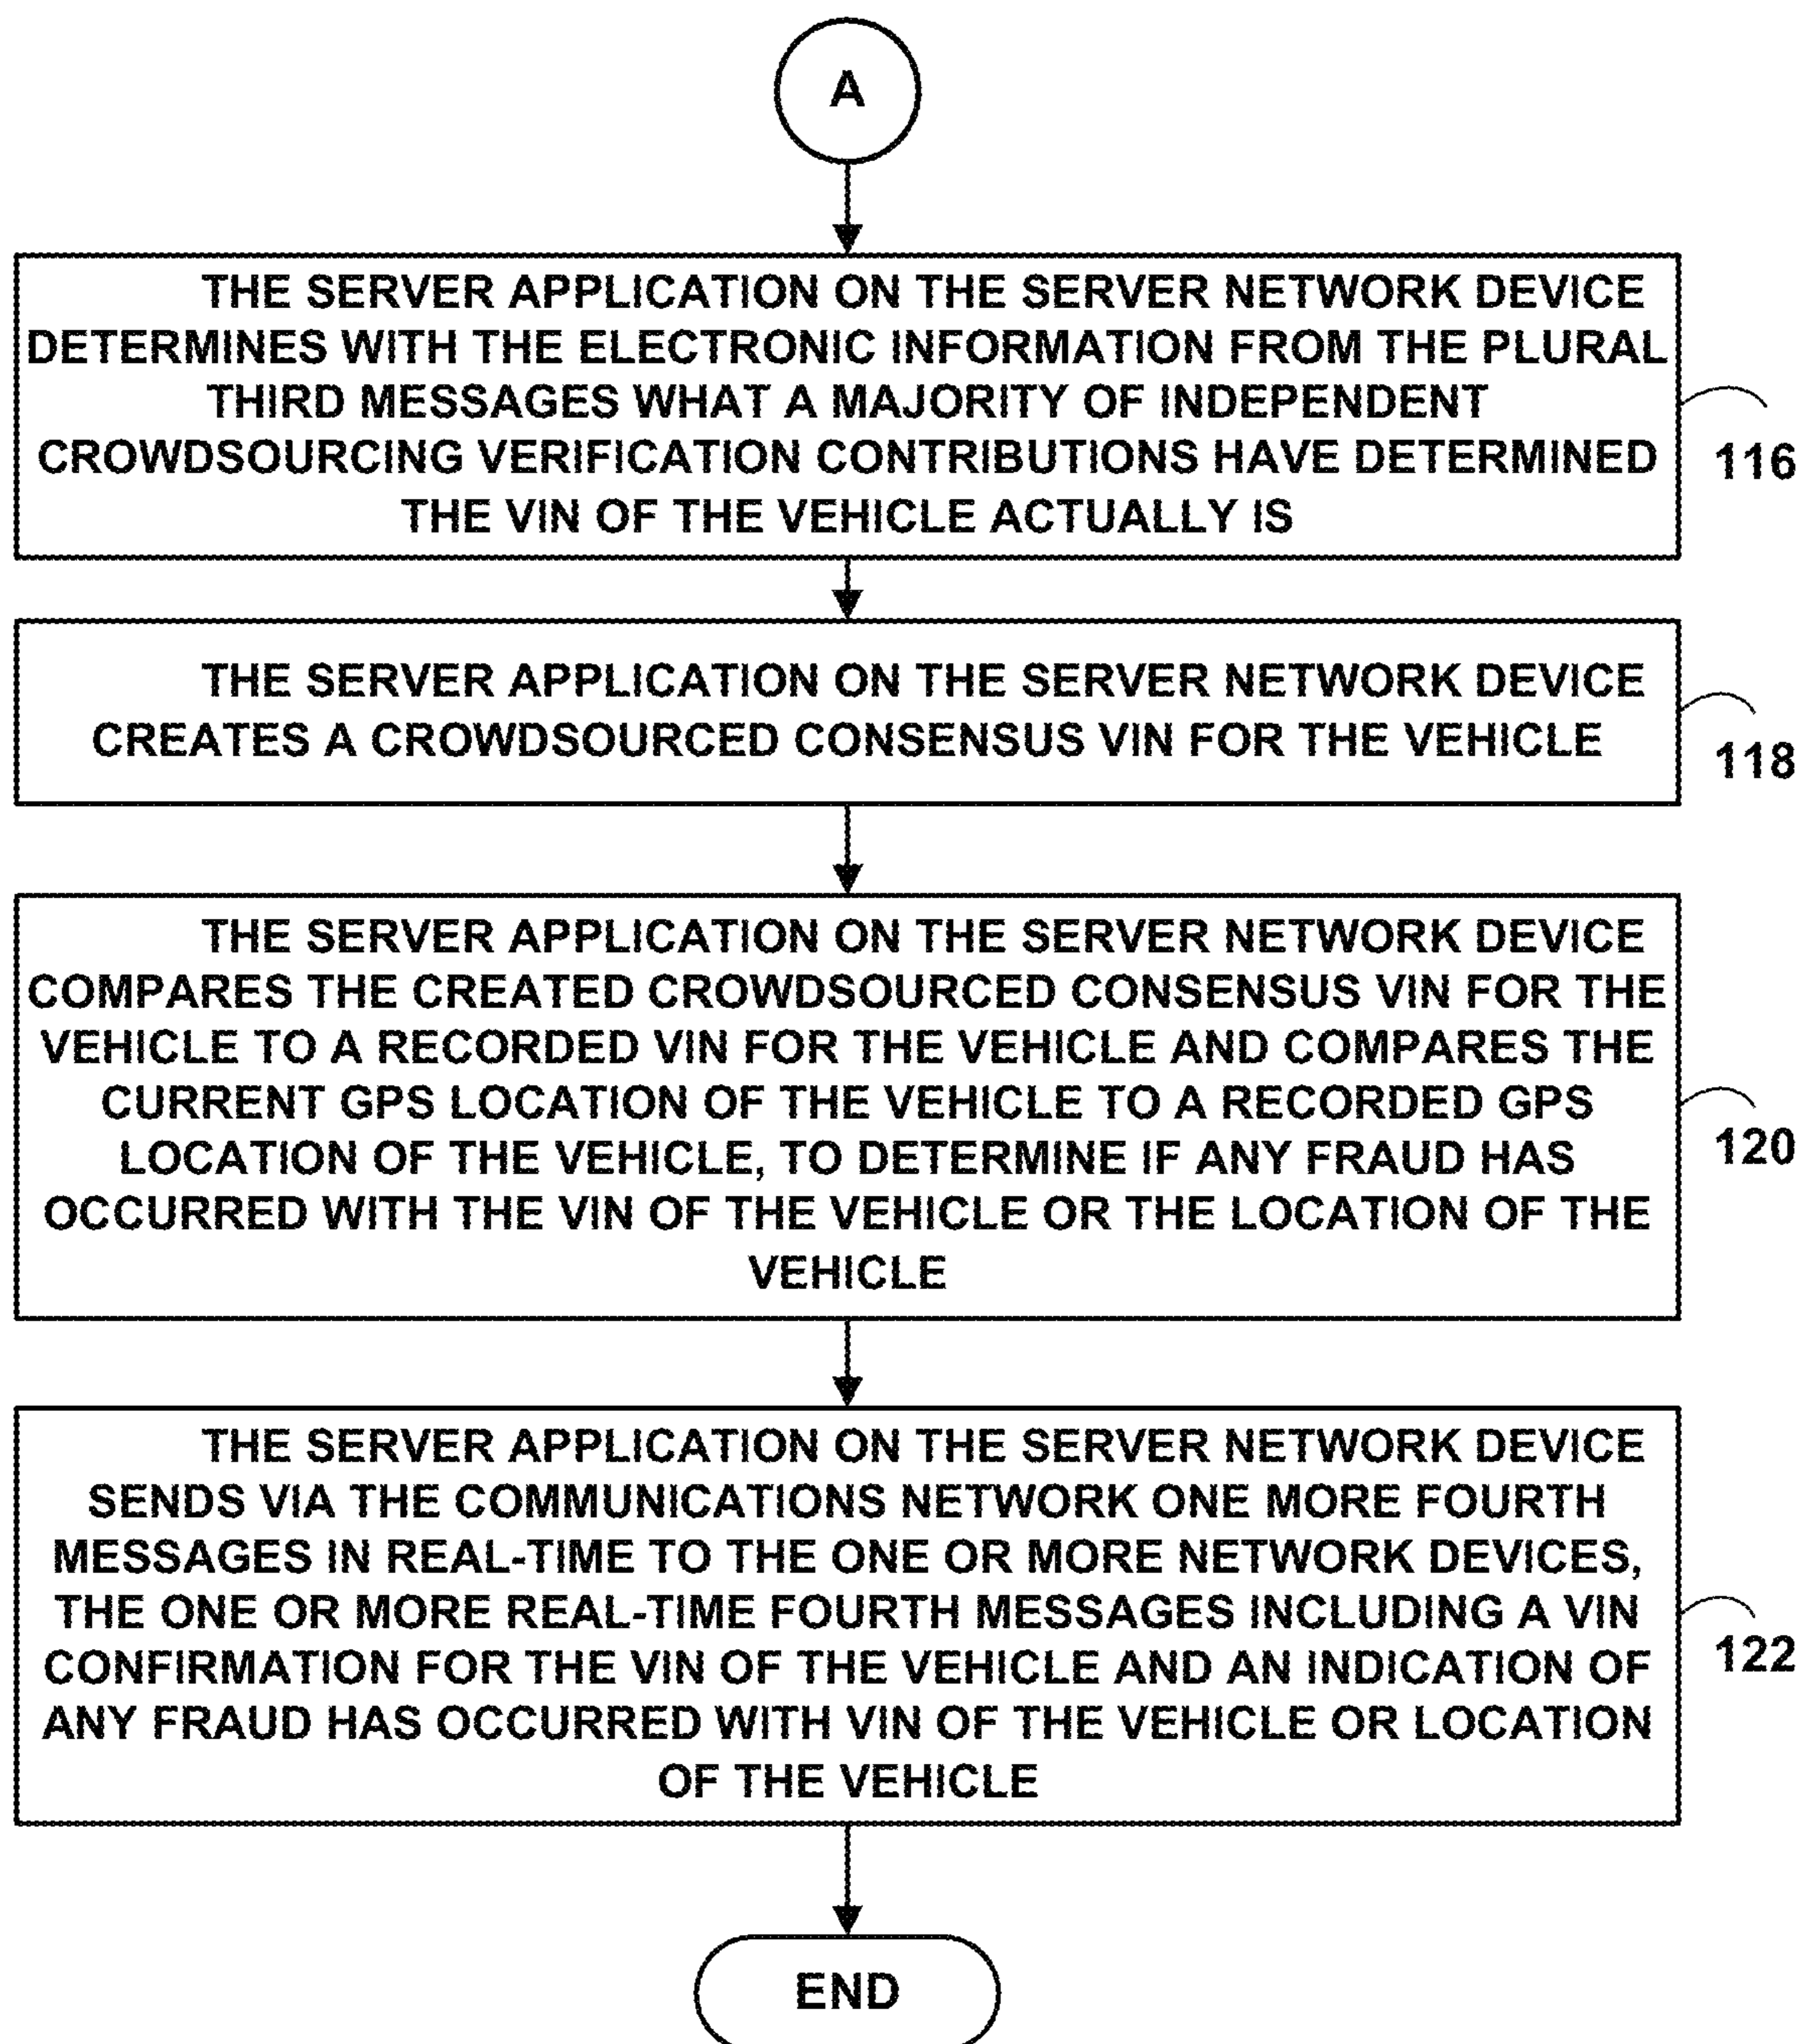 A
THE SERVER APPLICATION ON THE SERVER NETWORK DEVICE
DETERMINES WITH THE ELECTRONIC INFORMATION FROM THE PLURAL
THIRD MESSAGES WHAT A MAJORITY OF INDEPENDENT
CROWDSOURCING VERIFICATION CONTRIBUTIONS HAVE DETERMINED
THE VIN OF THE VEHICLE ACTUALLY IS
116
THE SERVER APPLICATION ON THE SERVER NETWORK DEVICE
CREATES A CROWDSOURCED CONSENSUS VIN FOR THE VEHICLE
118
THE SERVER APPLICATION ON THE SERVER NETWORK DEVICE
COMPARES THE CREATED CROWDSOURCED CONSENSUS VIN FOR THE
VEHICLE TO A RECORDED VIN FOR THE VEHICLE AND COMPARES THE
CURRENT GPS LOCATION OF THE VEHICLE TO A RECORDED GPS
LOCATION OF THE VEHICLE, TO DETERMINE IF ANY FRAUD HAS
OCCURRED WITH THE VIN OF THE VEHICLE OR THE LOCATION OF THE
VEHICLE
120
THE SERVER APPLICATION ON THE SERVER NETWORK DEVICE
SENDS VIA THE COMMUNICATIONS NETWORK ONE MORE FOURTH
MESSAGES IN REAL-TIME TO THE ONE OR MORE NETWORK DEVICES,
THE ONE OR MORE REAL-TIME FOURTH MESSAGES INCLUDING A VIN
CONFIRMATION FOR THE VIN OF THE VEHICLE AND AN INDICATION OF
ANY FRAUD HAS OCCURRED WITH VIN OF THE VEHICLE OR LOCATION
OF THE VEHICLE
122
END